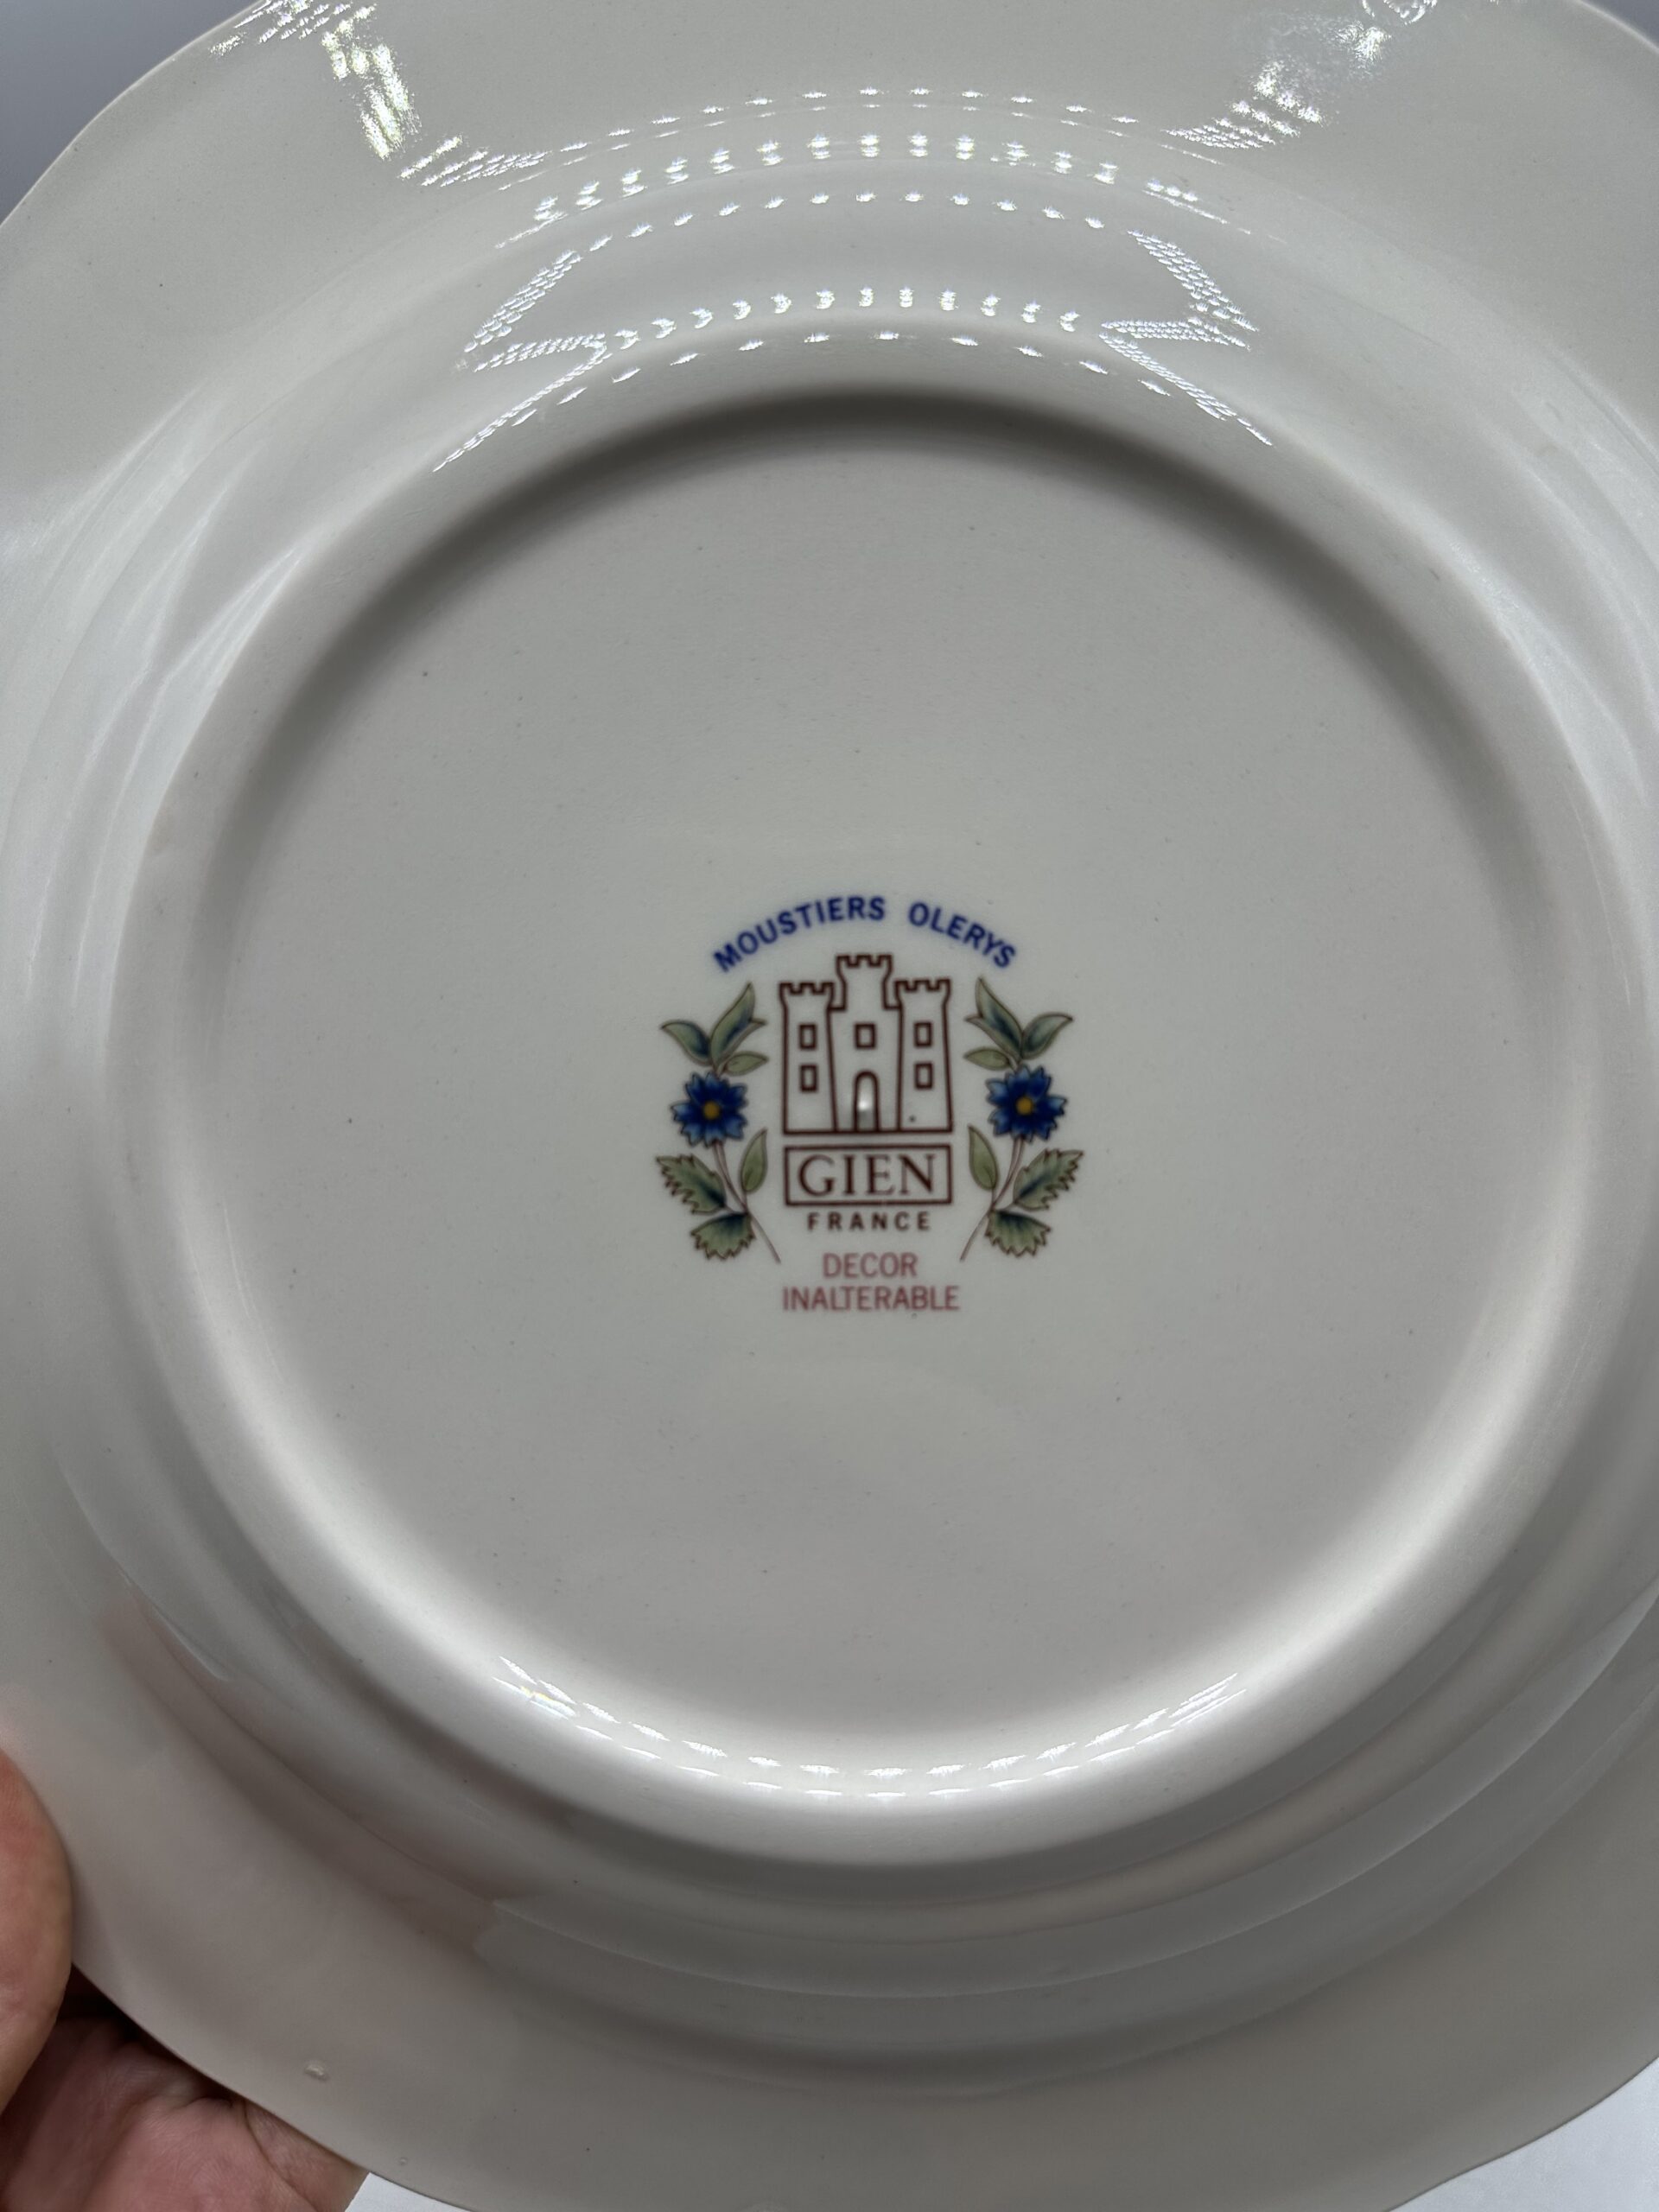 MOUSTIERS OLERYS
GIEN
FRANCE
DECOR
INALTERABLE